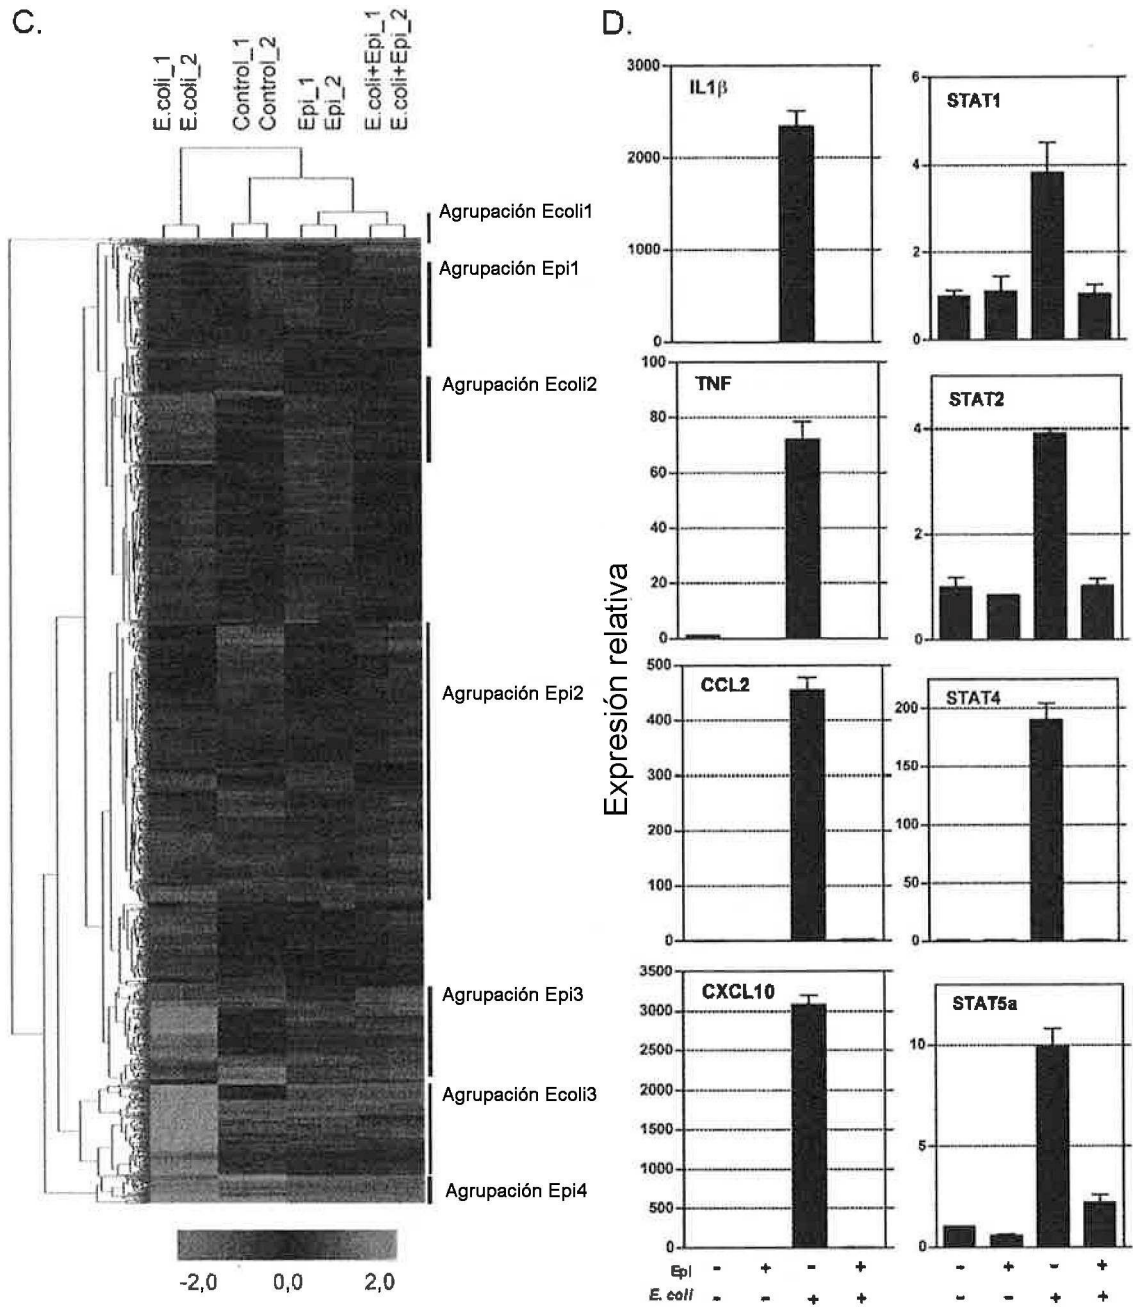 C.
E.coli_1
E.coli_2
Control_1
Control_2
Epi_1
Epi_2
E.coli+Epi_1
E.coli+Epi_2
Agrupación Ecoli1
Agrupación Epi1
Agrupación Ecoli2
Agrupación Epi2
Agrupación Epi3
Agrupación Ecoli3
Agrupación Epi4
-2,0 0,0 2,0
D.
Expresión relativa
IL1β
3000
2000
1000
0
STAT1
6
4
2
0
TNF
100
80
60
40
20
0
STAT2
4
2
0
CCL2
500
400
300
200
100
0
STAT4
200
150
100
50
0
CXCL10
3500
3000
2500
2000
1500
1000
500
0
STAT5a
10
5
0
Epi - + - + - + - +
E. coli - - + + - - + +